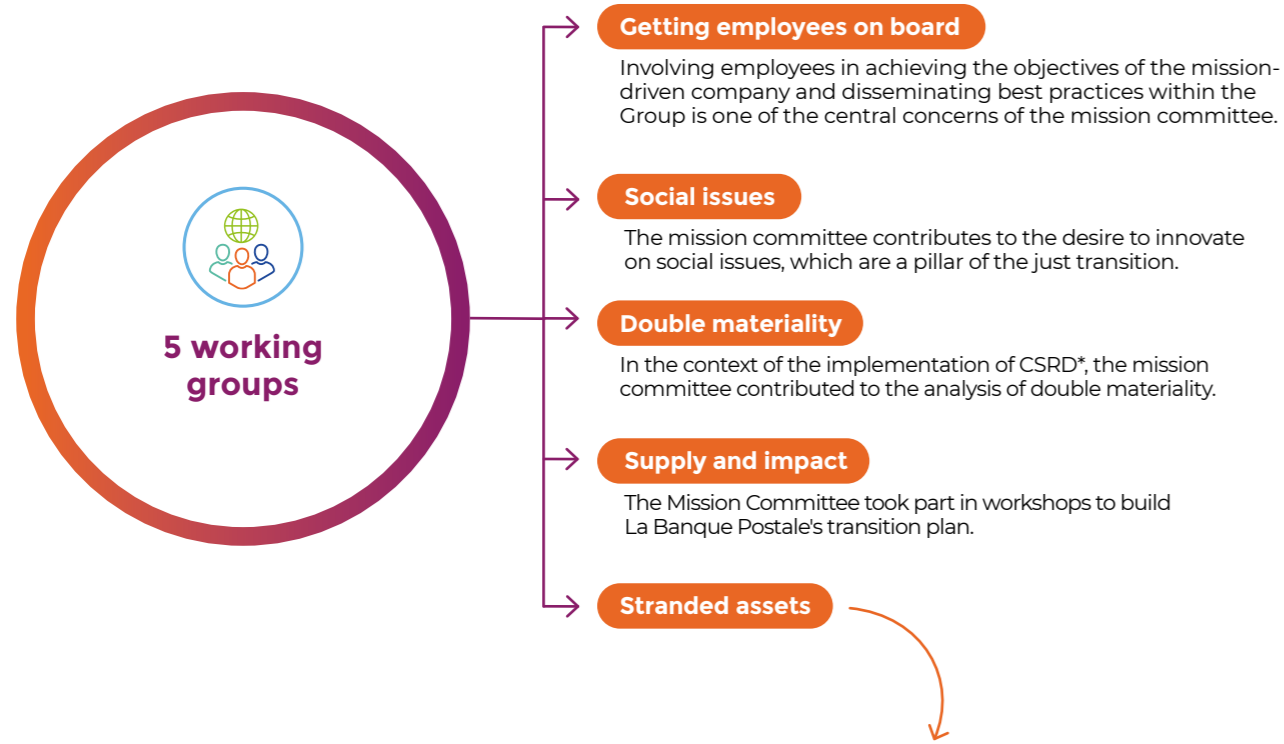 5 working
groups
Getting employees on board
Involving employees in achieving the objectives of the mission-
driven company and disseminating best practices within the
Group is one of the central concerns of the mission committee.
Social issues
The mission committee contributes to the desire to innovate
on social issues, which are a pillar of the just transition.
Double materiality
In the context of the implementation of CSRD*, the mission
committee contributed to the analysis of double materiality.
Supply and impact
The Mission Committee took part in workshops to build
La Banque Postale's transition plan.
Stranded assets